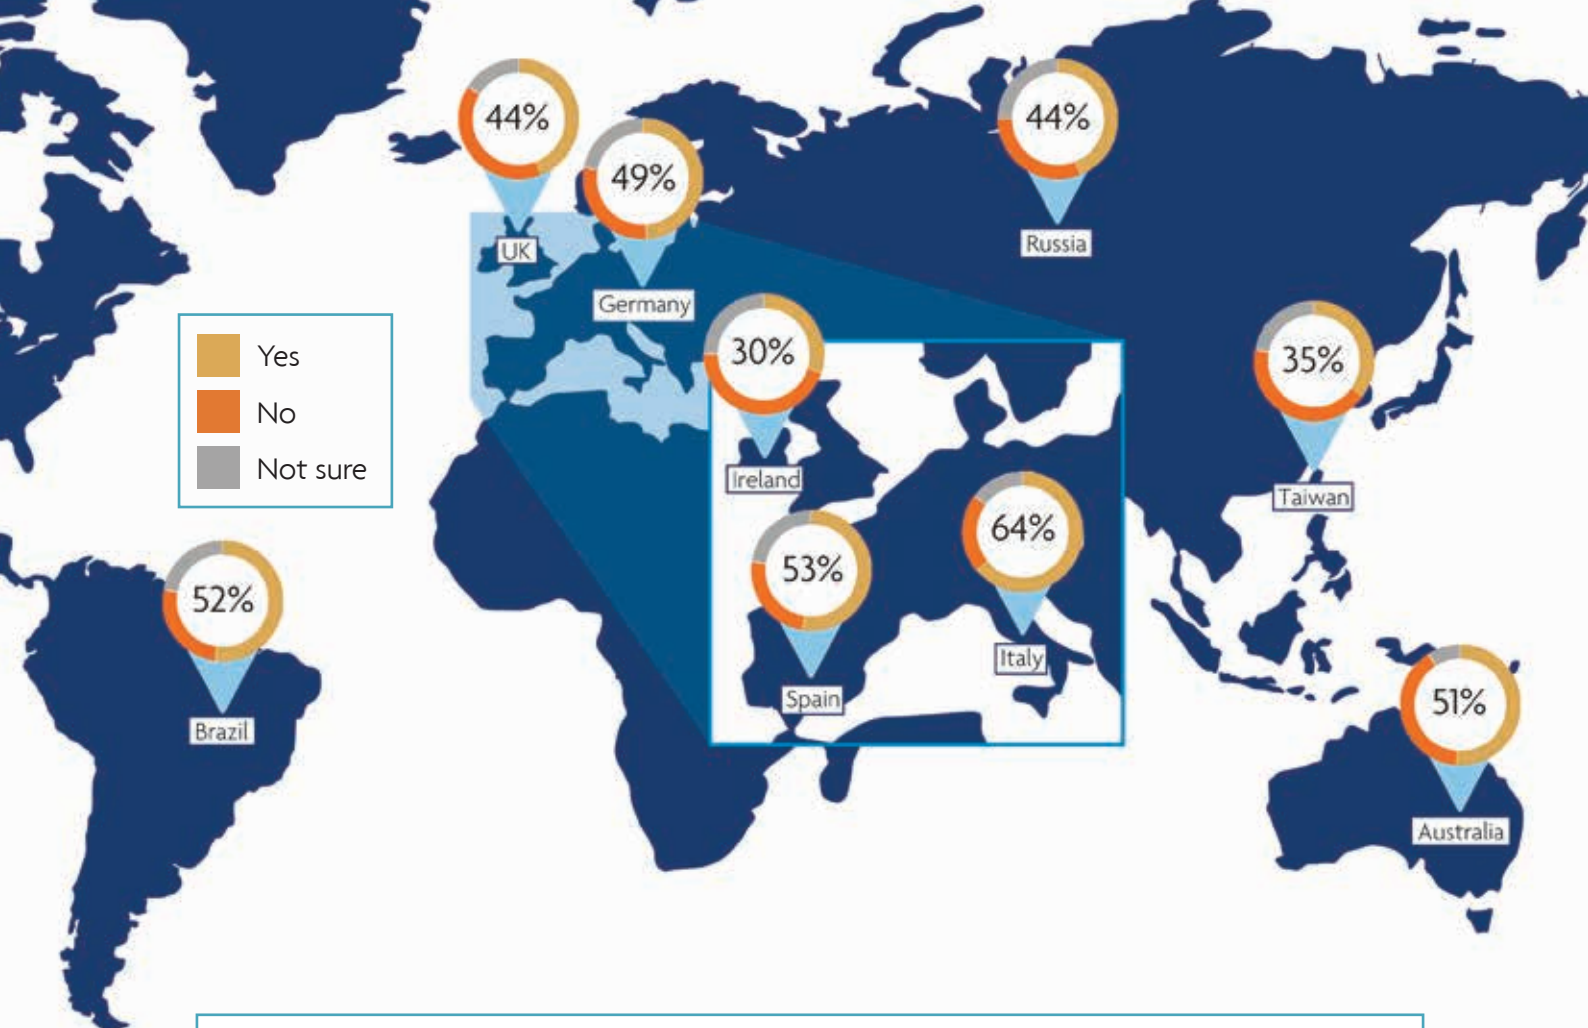 44%
UK
49%
Germany
44%
Russia
Yes
No
Not sure
30%
Ireland
35%
Taiwan
53%
Spain
64%
Italy
52%
Brazil
51%
Australia